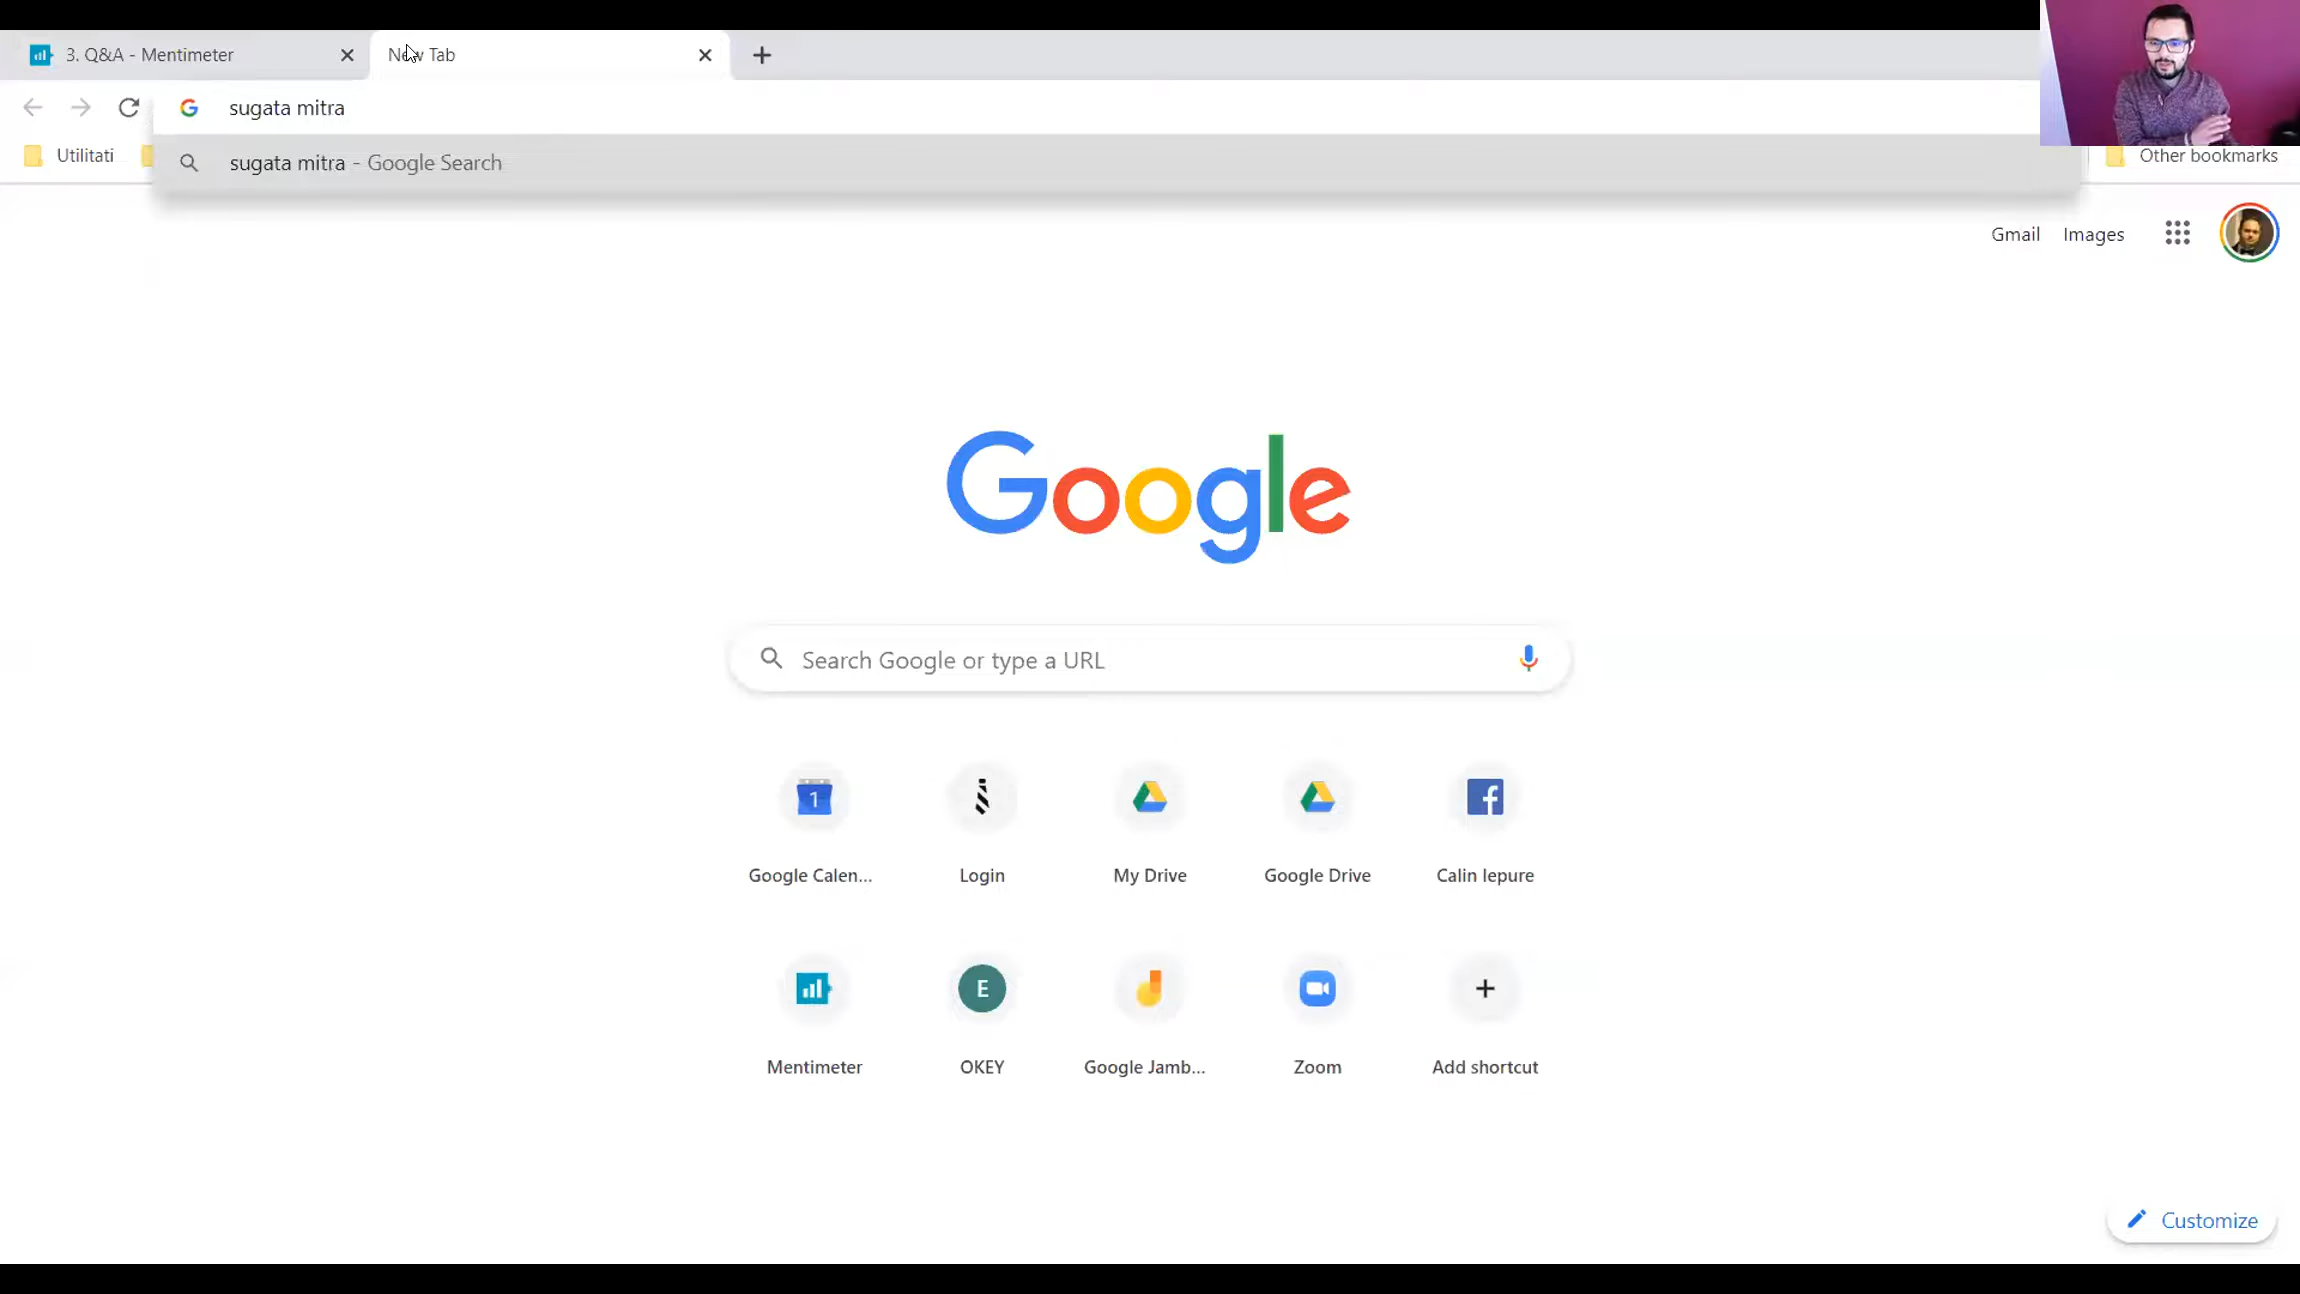 3. Q&A - Mentimeter
New Tab
sugata mitra
Utilitati
sugata mitra - Google Search
Other bookmarks
Gmail
Images
Google
Search Google or type a URL
1
Google Calen...
Login
My Drive
Google Drive
Calin Iepure
E
Mentimeter
OKEY
Google Jamb...
Zoom
Add shortcut
Customize